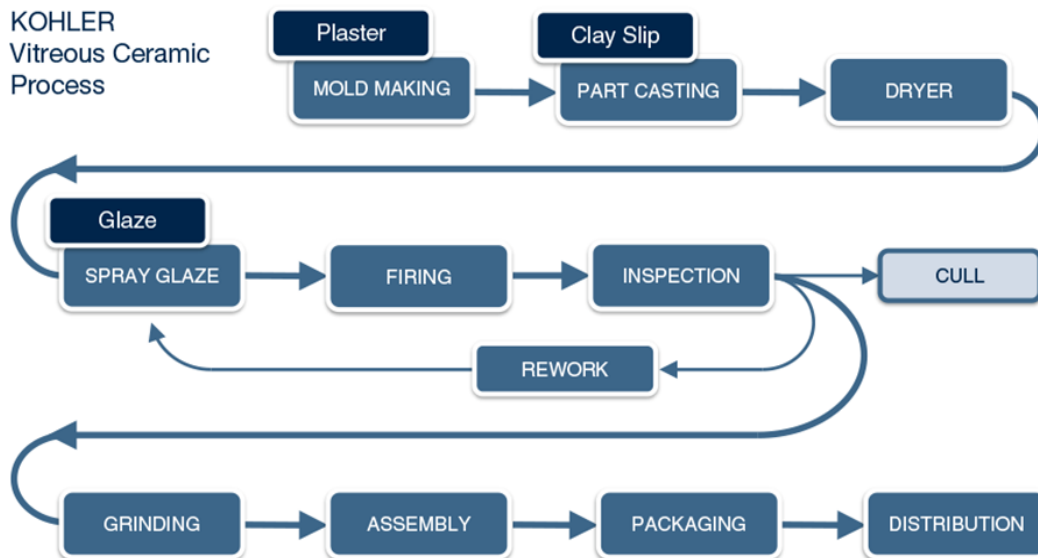 KOHLER
Vitreous Ceramic
Process
Plaster
MOLD MAKING
Clay Slip
PART CASTING
DRYER
Glaze
SPRAY GLAZE
FIRING
INSPECTION
CULL
REWORK
GRINDING
ASSEMBLY
PACKAGING
DISTRIBUTION